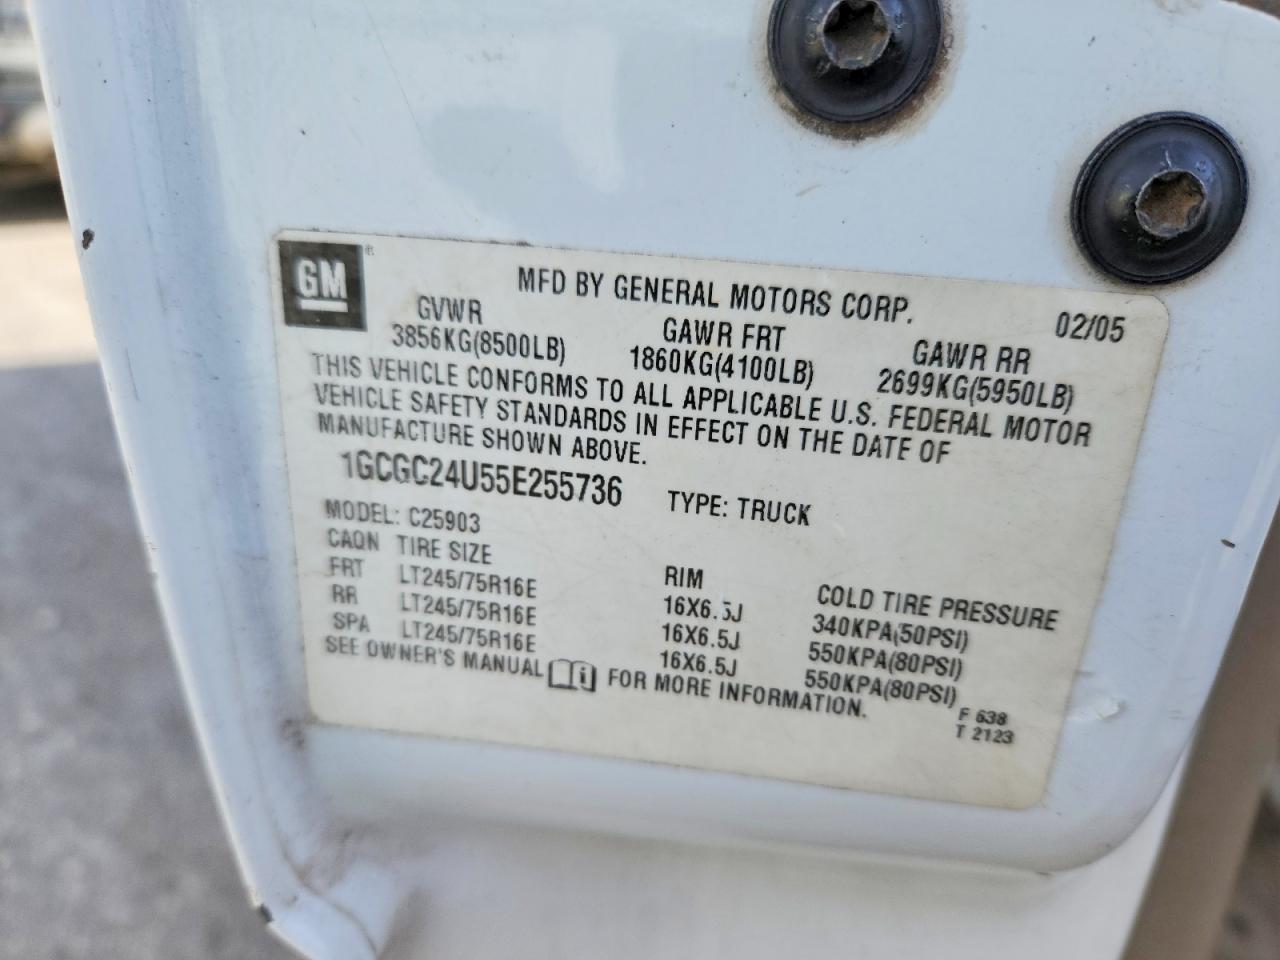 GM ®
MFD BY GENERAL MOTORS CORP. 02/05
GVWR GAWR FRT GAWR RR
3856KG(8500LB) 1860KG(4100LB) 2699KG(5950LB)
THIS VEHICLE CONFORMS TO ALL APPLICABLE U.S. FEDERAL MOTOR
VEHICLE SAFETY STANDARDS IN EFFECT ON THE DATE OF
MANUFACTURE SHOWN ABOVE.
1GCGC24U55E255736 TYPE: TRUCK
MODEL: C25903
CAQN TIRE SIZE RIM COLD TIRE PRESSURE
FRT LT245/75R16E 16X6.5J 340KPA(50PSI)
RR LT245/75R16E 16X6.5J 550KPA(80PSI)
SPA LT245/75R16E 16X6.5J 550KPA(80PSI)
SEE OWNER'S MANUAL i FOR MORE INFORMATION.
F 638
T 2123